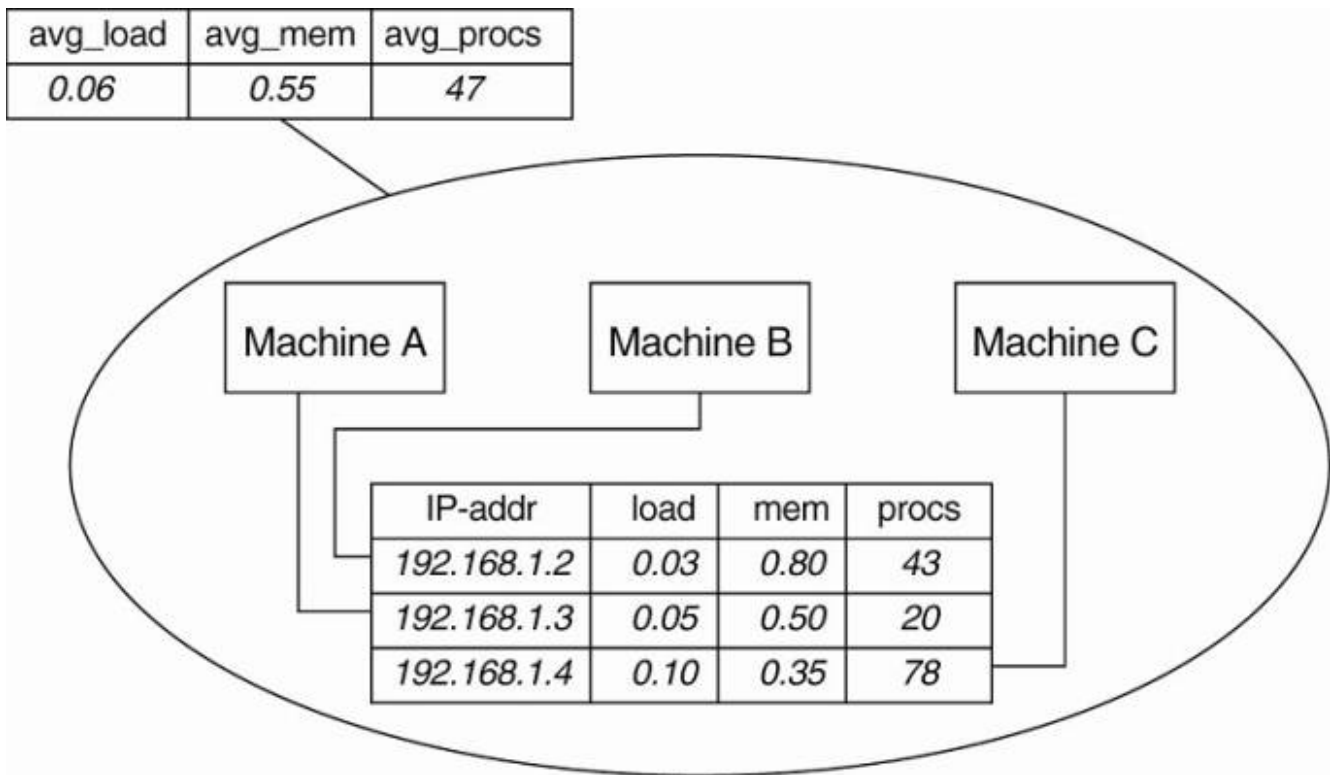 avg_load avg_mem avg_procs
0.06 0.55 47
Machine A Machine B Machine C
IP-addr load mem procs
192.168.1.2 0.03 0.80 43
192.168.1.3 0.05 0.50 20
192.168.1.4 0.10 0.35 78